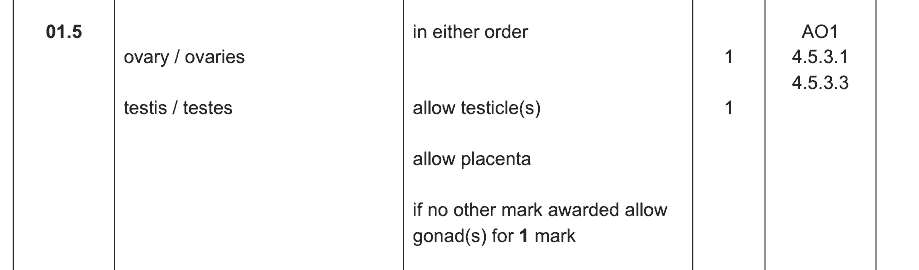 01.5
in either order
AO1
ovary / ovaries
1
4.5.3.1
4.5.3.3
testis / testes
allow testicle(s)
1
allow placenta
if no other mark awarded allow
gonad(s) for 1 mark